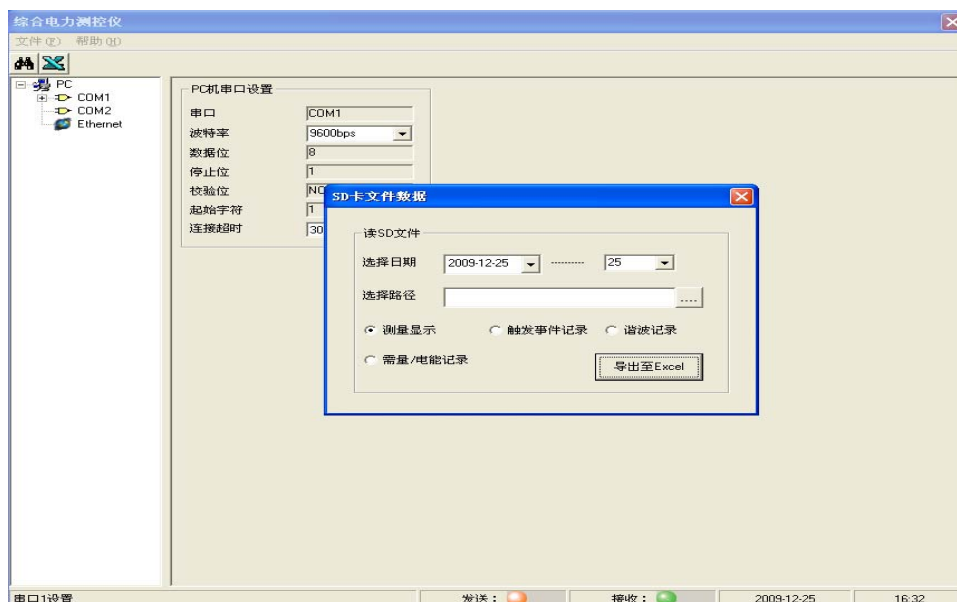 综合电力测控仪
文件(F) 帮助(H)
PC
COM1
COM2
Ethernet
PC机串口设置
串口 COM1
波特率 9600bps
数据位 8
停止位 1
校验位
起始字符 1
连接超时 30
SD卡文件数据
读SD文件
选择日期 2009-12-25 ---------- 25
选择路径 ....
测量显示 触发事件记录 谐波记录
需量/电能记录 导出至Excel
串口1设置 发送： 接收： 2009-12-25 16:32